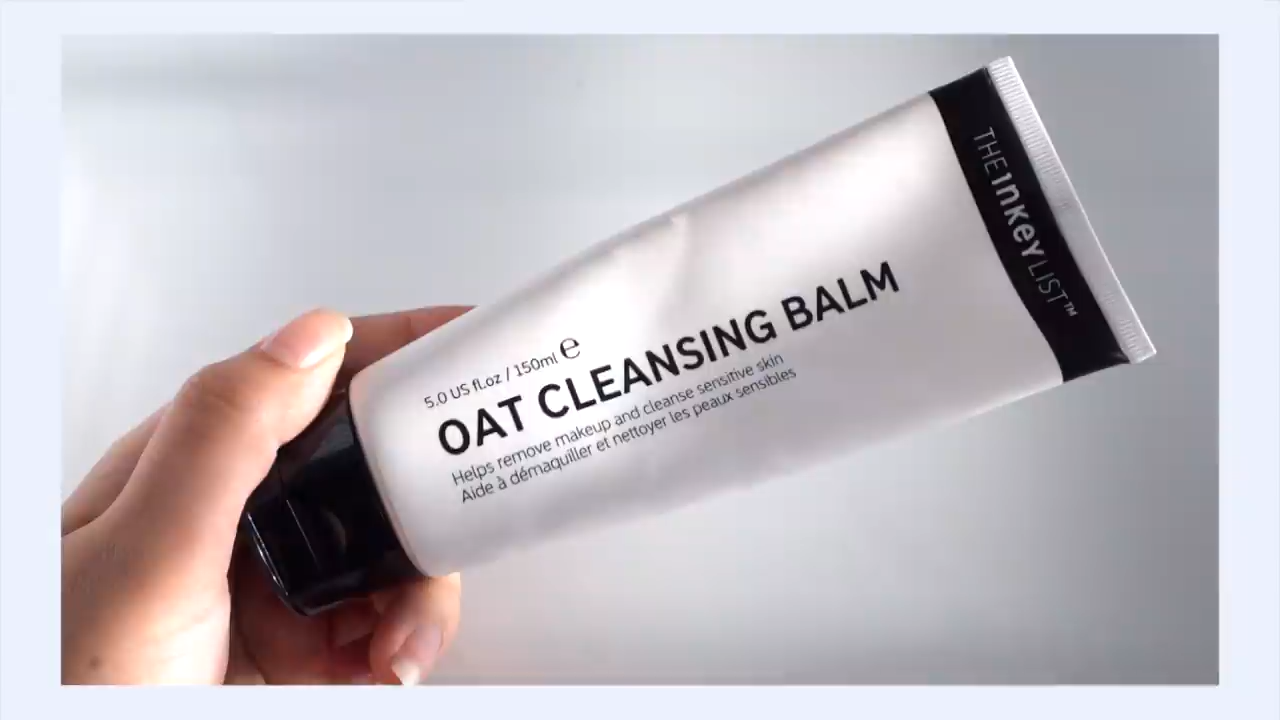 5.0 US fl.oz / 150ml ℮
OAT CLEANSING BALM
Helps remove makeup and cleanse sensitive skin
Aide à démaquiller et nettoyer les peaux sensibles
THE INKEY LIST™